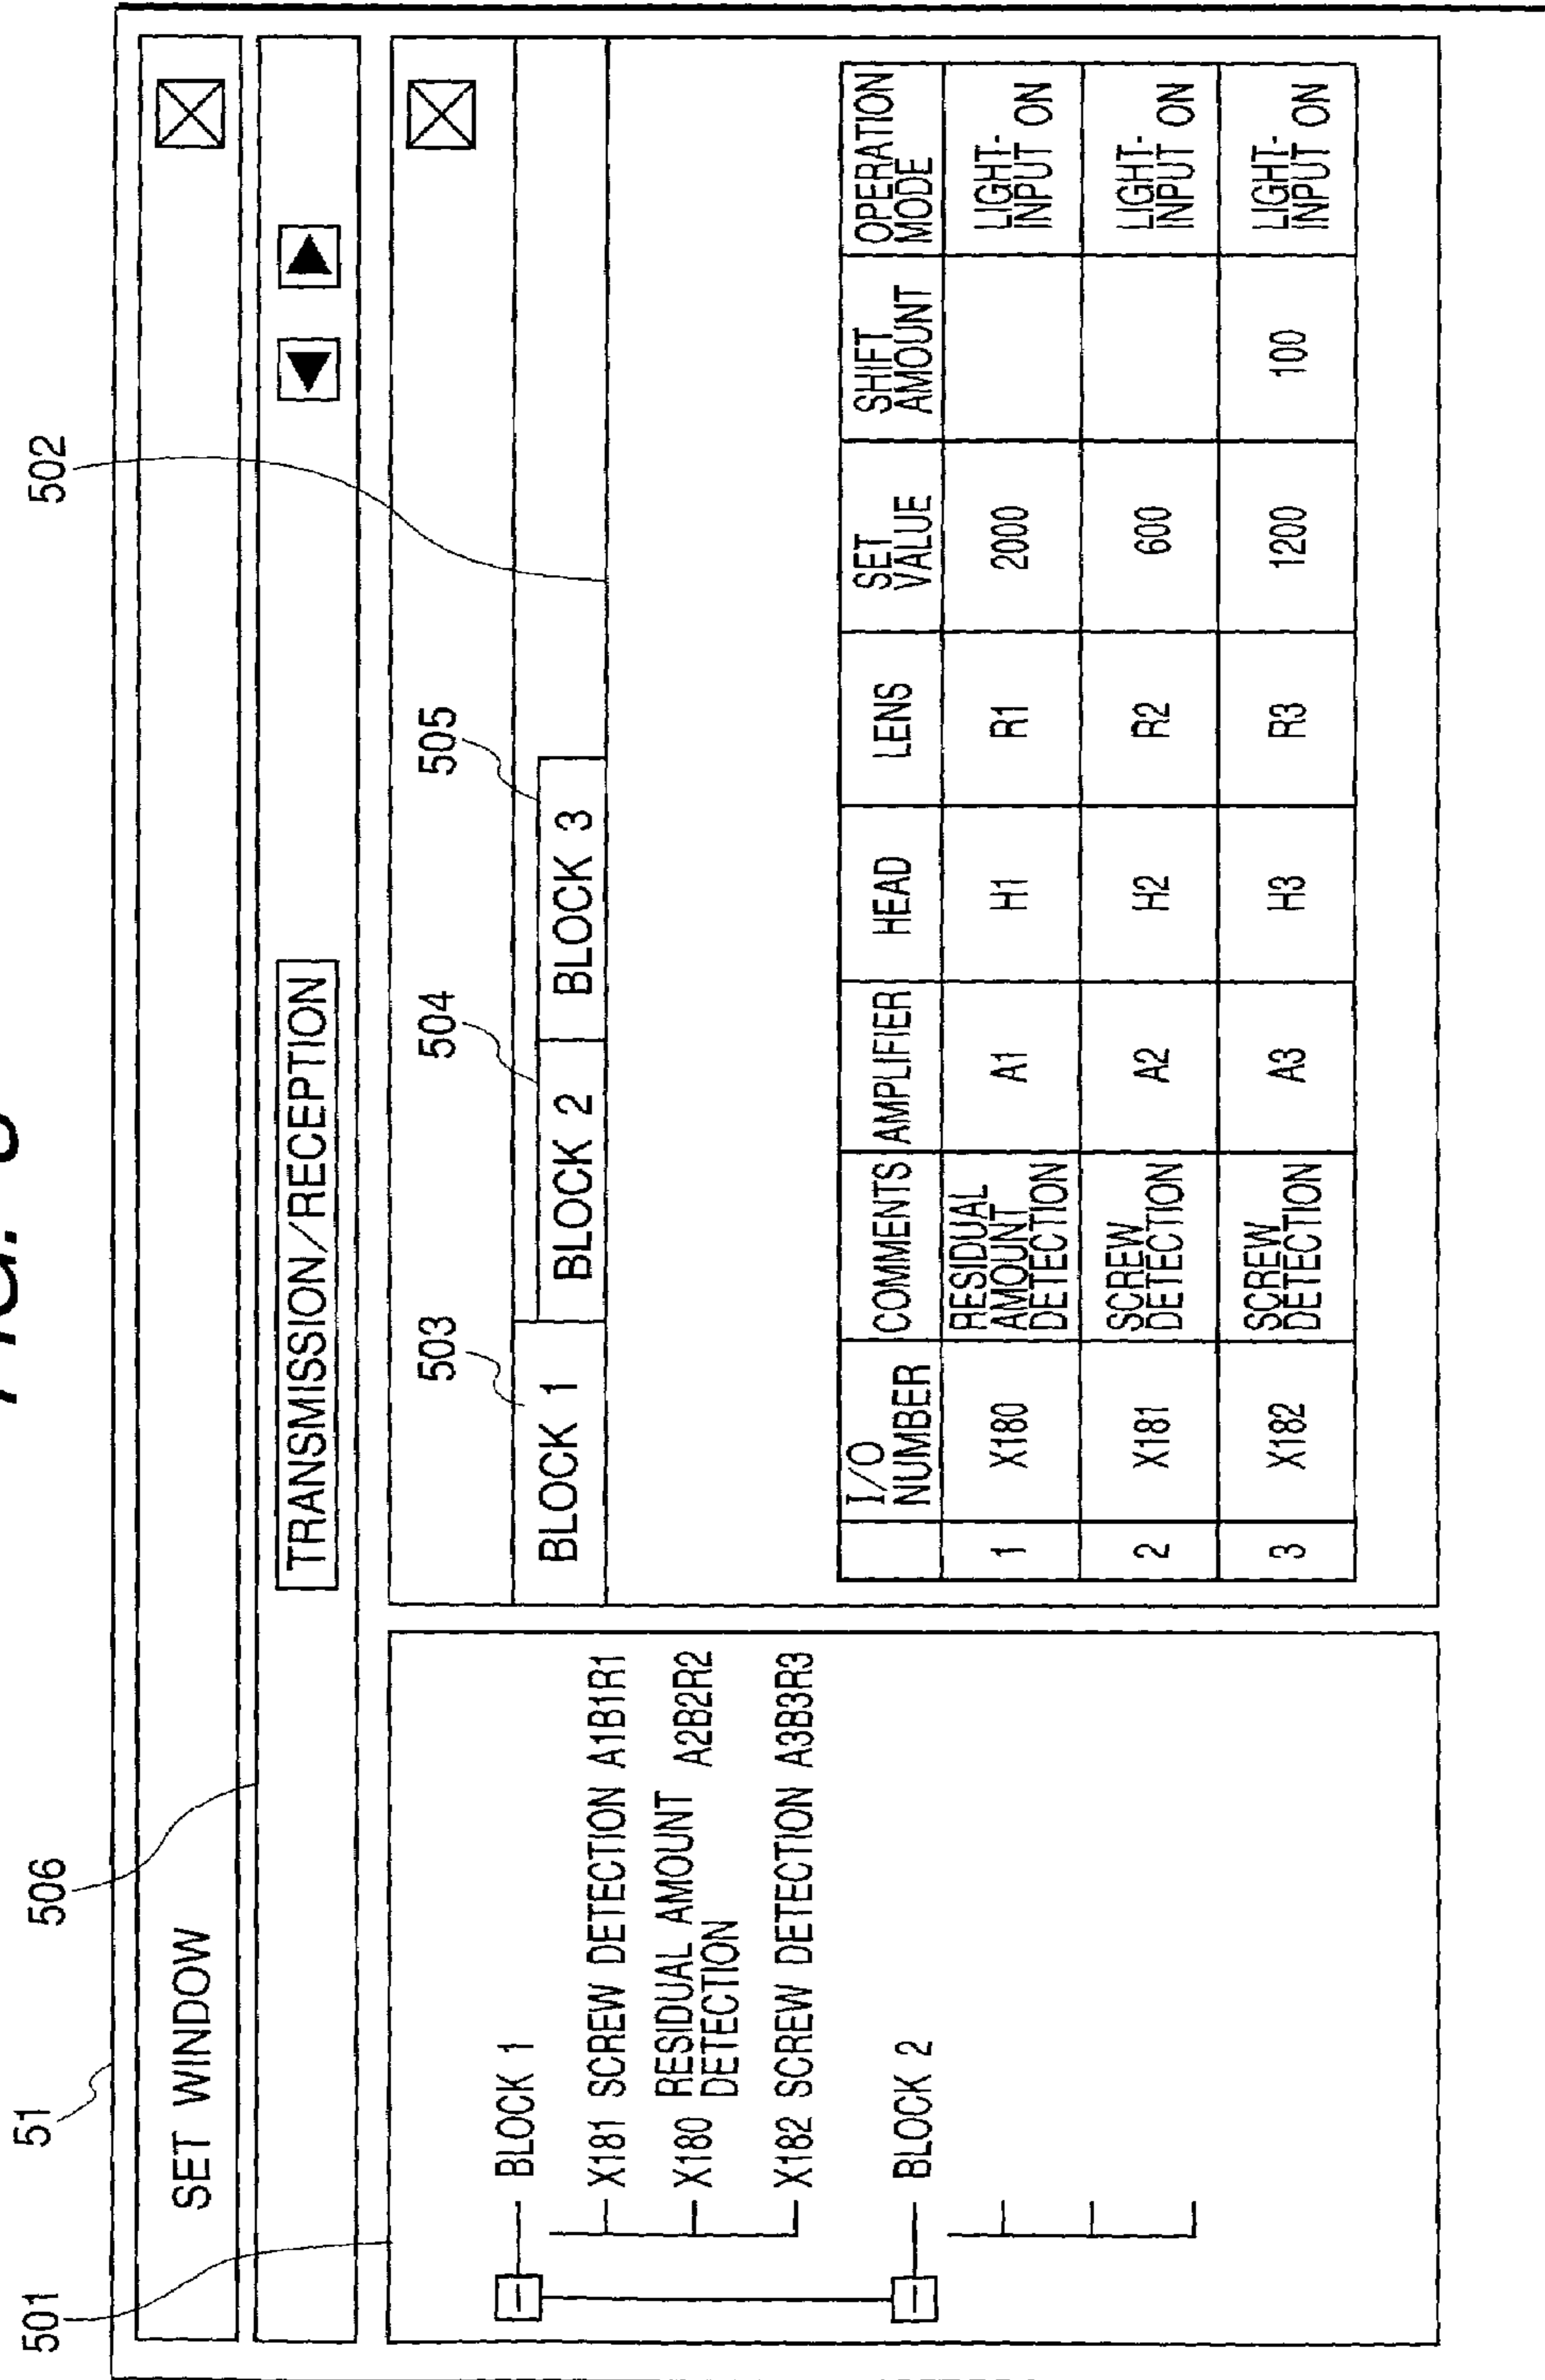 51
506
502
SET WINDOW
TRANSMISSION/RECEPTION
501
BLOCK 1
X181 SCREW DETECTION A1B1R1
X180 RESIDUAL AMOUNT A2B2R2
DETECTION
X182 SCREW DETECTION A3B3R3
BLOCK 2
503
504
505
BLOCK 1
BLOCK 2
BLOCK 3
I/O
NUMBER
COMMENTS
AMPLIFIER
HEAD
LENS
SET
VALUE
SHIFT
AMOUNT
OPERATION
MODE
1
X180
RESIDUAL
AMOUNT
DETECTION
A1
H1
R1
2000
LIGHT-
INPUT ON
2
X181
SCREW
DETECTION
A2
H2
R2
600
LIGHT-
INPUT ON
3
X182
SCREW
DETECTION
A3
H3
R3
1200
100
LIGHT-
INPUT ON